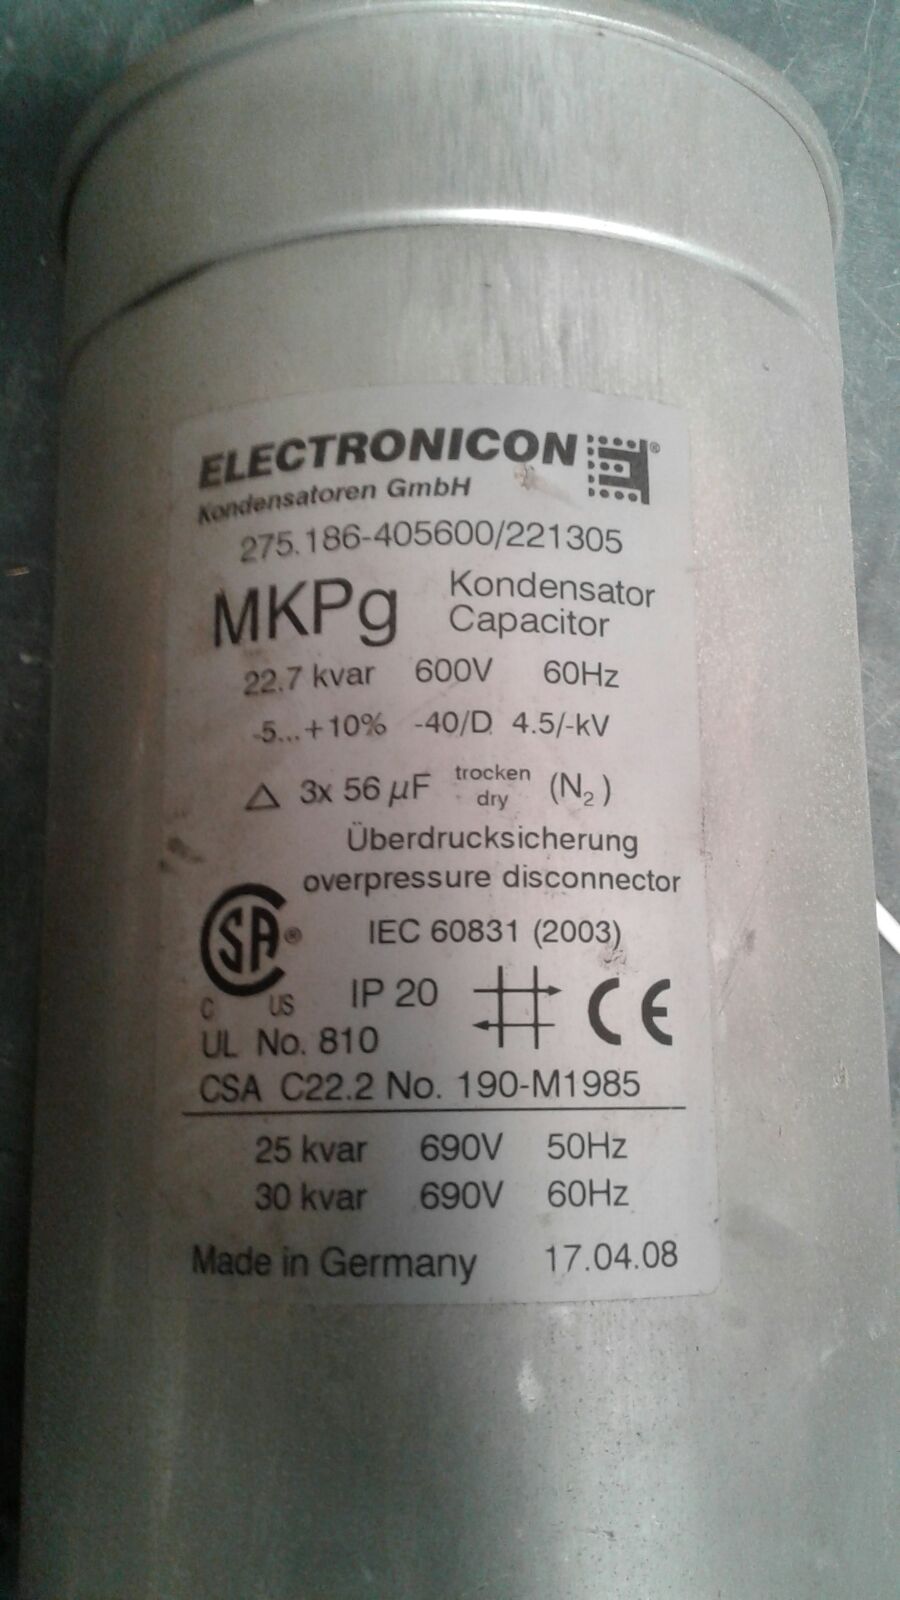 ELECTRONICON®
Kondensatoren GmbH
275.186-405600/221305
MKPg Kondensator
Capacitor
22.7 kvar 600V 60Hz
-5...+10% -40/D 4.5/-kV
△ 3x 56 µF trocken dry (N₂)
Überdrucksicherung
overpressure disconnector
SA® IEC 60831 (2003)
C US IP 20 CE
UL No. 810
CSA C22.2 No. 190-M1985
25 kvar 690V 50Hz
30 kvar 690V 60Hz
Made in Germany 17.04.08